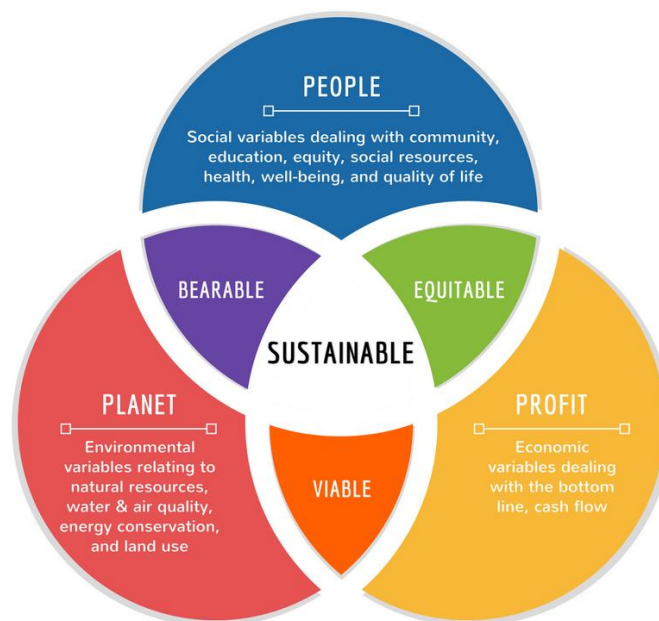 PEOPLE
Social variables dealing with community,
education, equity, social resources,
health, well-being, and quality of life
BEARABLE
EQUITABLE
SUSTAINABLE
PLANET
Environmental
variables relating to
natural resources,
water & air quality,
energy conservation,
and land use
PROFIT
Economic
variables dealing
with the bottom
line, cash flow
VIABLE